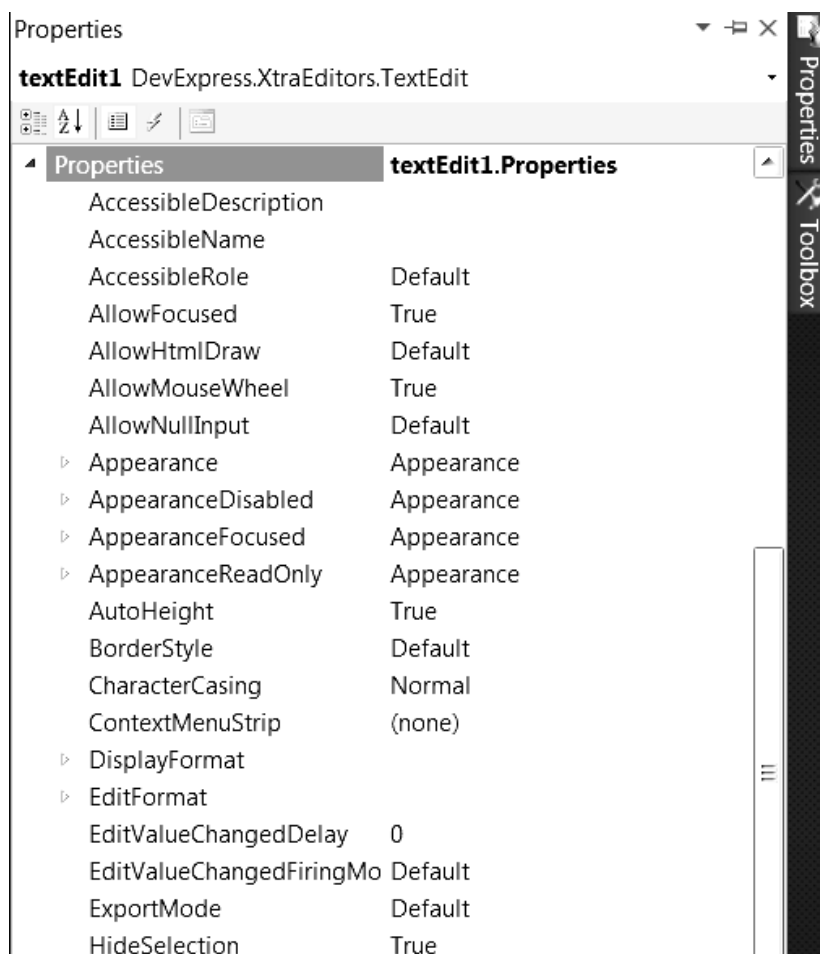 Properties
textEdit1 DevExpress.XtraEditors.TextEdit
Properties textEdit1.Properties
AccessibleDescription
AccessibleName
AccessibleRole Default
AllowFocused True
AllowHtmlDraw Default
AllowMouseWheel True
AllowNullInput Default
Appearance Appearance
AppearanceDisabled Appearance
AppearanceFocused Appearance
AppearanceReadOnly Appearance
AutoHeight True
BorderStyle Default
CharacterCasing Normal
ContextMenuStrip (none)
DisplayFormat
EditFormat
EditValueChangedDelay 0
EditValueChangedFiringMo Default
ExportMode Default
HideSelection True
Properties
Toolbox